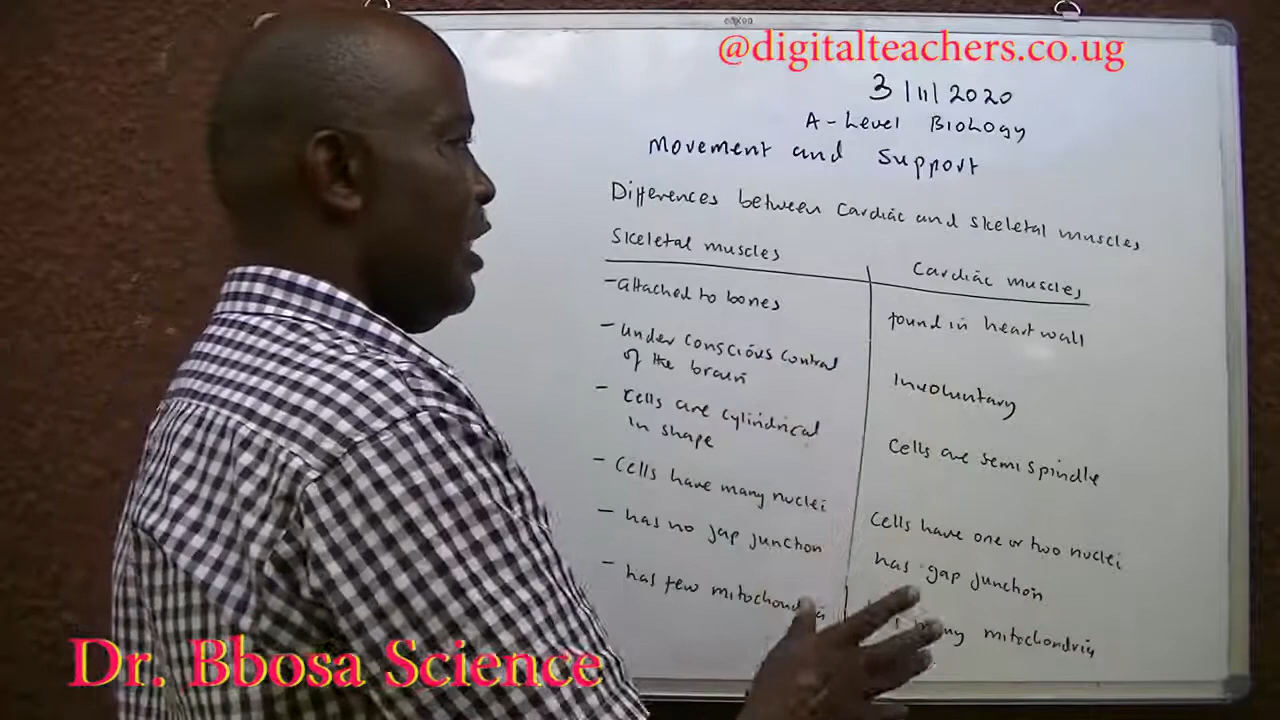 @digitalteachers.co.ug
3/11/2020
A-Level Biology
Movement and Support
Differences between Cardiac and skeletal muscles
Skeletal muscles
-attached to bones
-under conscious control
of the brain
- Cells are cylindrical
in shape
- Cells have many nuclei
- has no gap junction
- has few mitochondria
Cardiac muscles
found in heart wall
Involuntary
Cells are semi spindle
Cells have one or two nuclei
has gap junction
many mitochondria
Dr. Bbosa Science